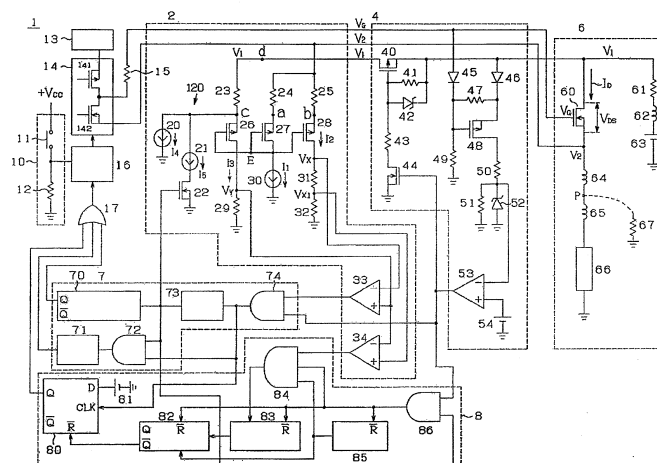 1
2
4
6
13
14
141
142
15
+VCC
11
10
12
16
17
120
V1
d
V1
VG
V2
V1
23
24
25
c
a
b
20
I4
21
I5
22
26
27
28
I2
E
I3
VY
29
30
I1
VX
31
VX1
32
40
41
42
43
44
45
46
47
48
49
50
51
52
53
54
ID
60
VG
VDS
V2
61
62
63
64
P
65
66
67
70
7
Q
Q
71
72
73
74
33
34
- 
+
-
+
-
+
80
Q
Q
D
CLK
R
81
82
Q
Q
R
83
R
84
85
R
86
8